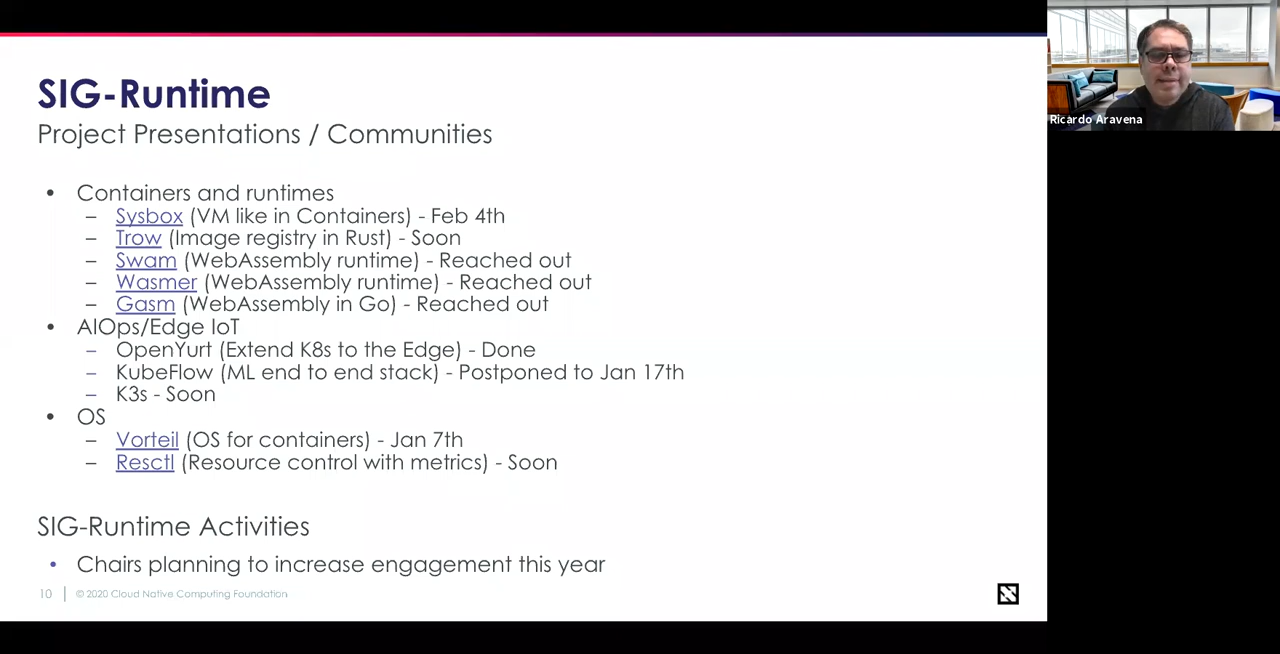 SIG-Runtime
Project Presentations / Communities
• Containers and runtimes
– Sysbox (VM like in Containers) - Feb 4th
– Trow (Image registry in Rust) - Soon
– Swam (WebAssembly runtime) - Reached out
– Wasmer (WebAssembly runtime) - Reached out
– Gasm (WebAssembly in Go) - Reached out
• AIOps/Edge IoT
– OpenYurt (Extend K8s to the Edge) - Done
– KubeFlow (ML end to end stack) - Postponed to Jan 17th
– K3s - Soon
• OS
– Vorteil (OS for containers) - Jan 7th
– Resctl (Resource control with metrics) - Soon
SIG-Runtime Activities
• Chairs planning to increase engagement this year
10 | © 2020 Cloud Native Computing Foundation
Ricardo Aravena